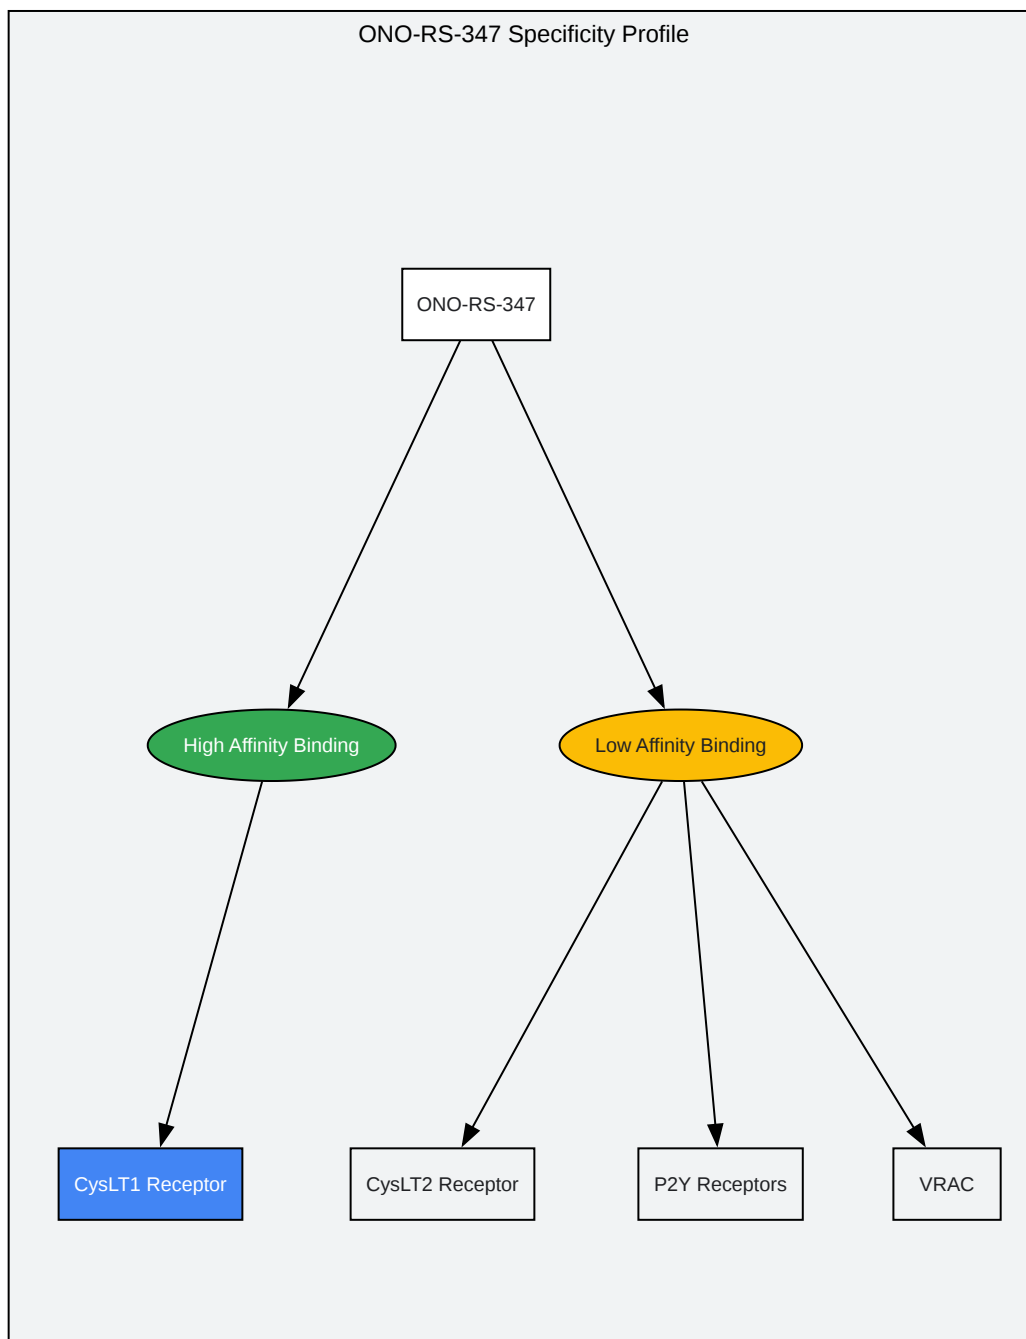 ONO-RS-347 Specificity Profile
ONO-RS-347
High Affinity Binding
Low Affinity Binding
CysLT1 Receptor
CysLT2 Receptor
P2Y Receptors
VRAC